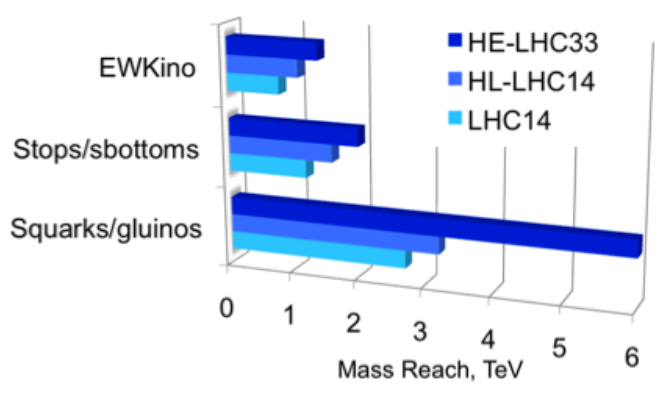 HE-LHC33
HL-LHC14
LHC14
EWKino
Stops/sbottoms
Squarks/gluinos
0 1 2 3 4 5 6
Mass Reach, TeV